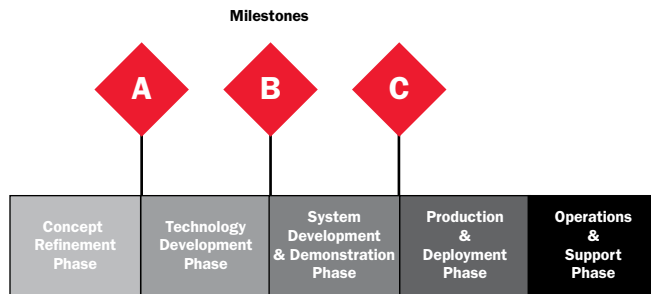 Milestones
A
B
C
Concept
Refinement
Phase
Technology
Development
Phase
System
Development
& Demonstration
Phase
Production
&
Deployment
Phase
Operations
&
Support
Phase